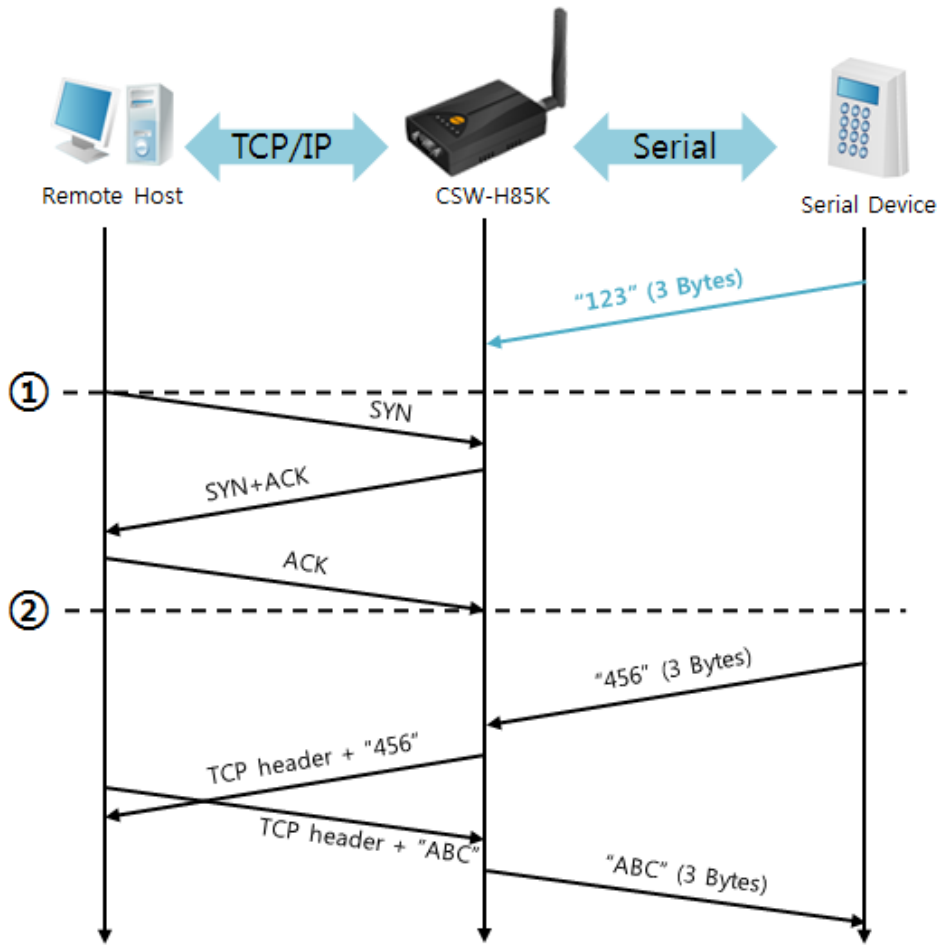 TCP/IP
Serial
Remote Host
CSW-H85K
Serial Device
“123” (3 Bytes)
①
SYN
SYN+ACK
ACK
②
“456” (3 Bytes)
TCP header + "456"
TCP header + "ABC"
“ABC” (3 Bytes)